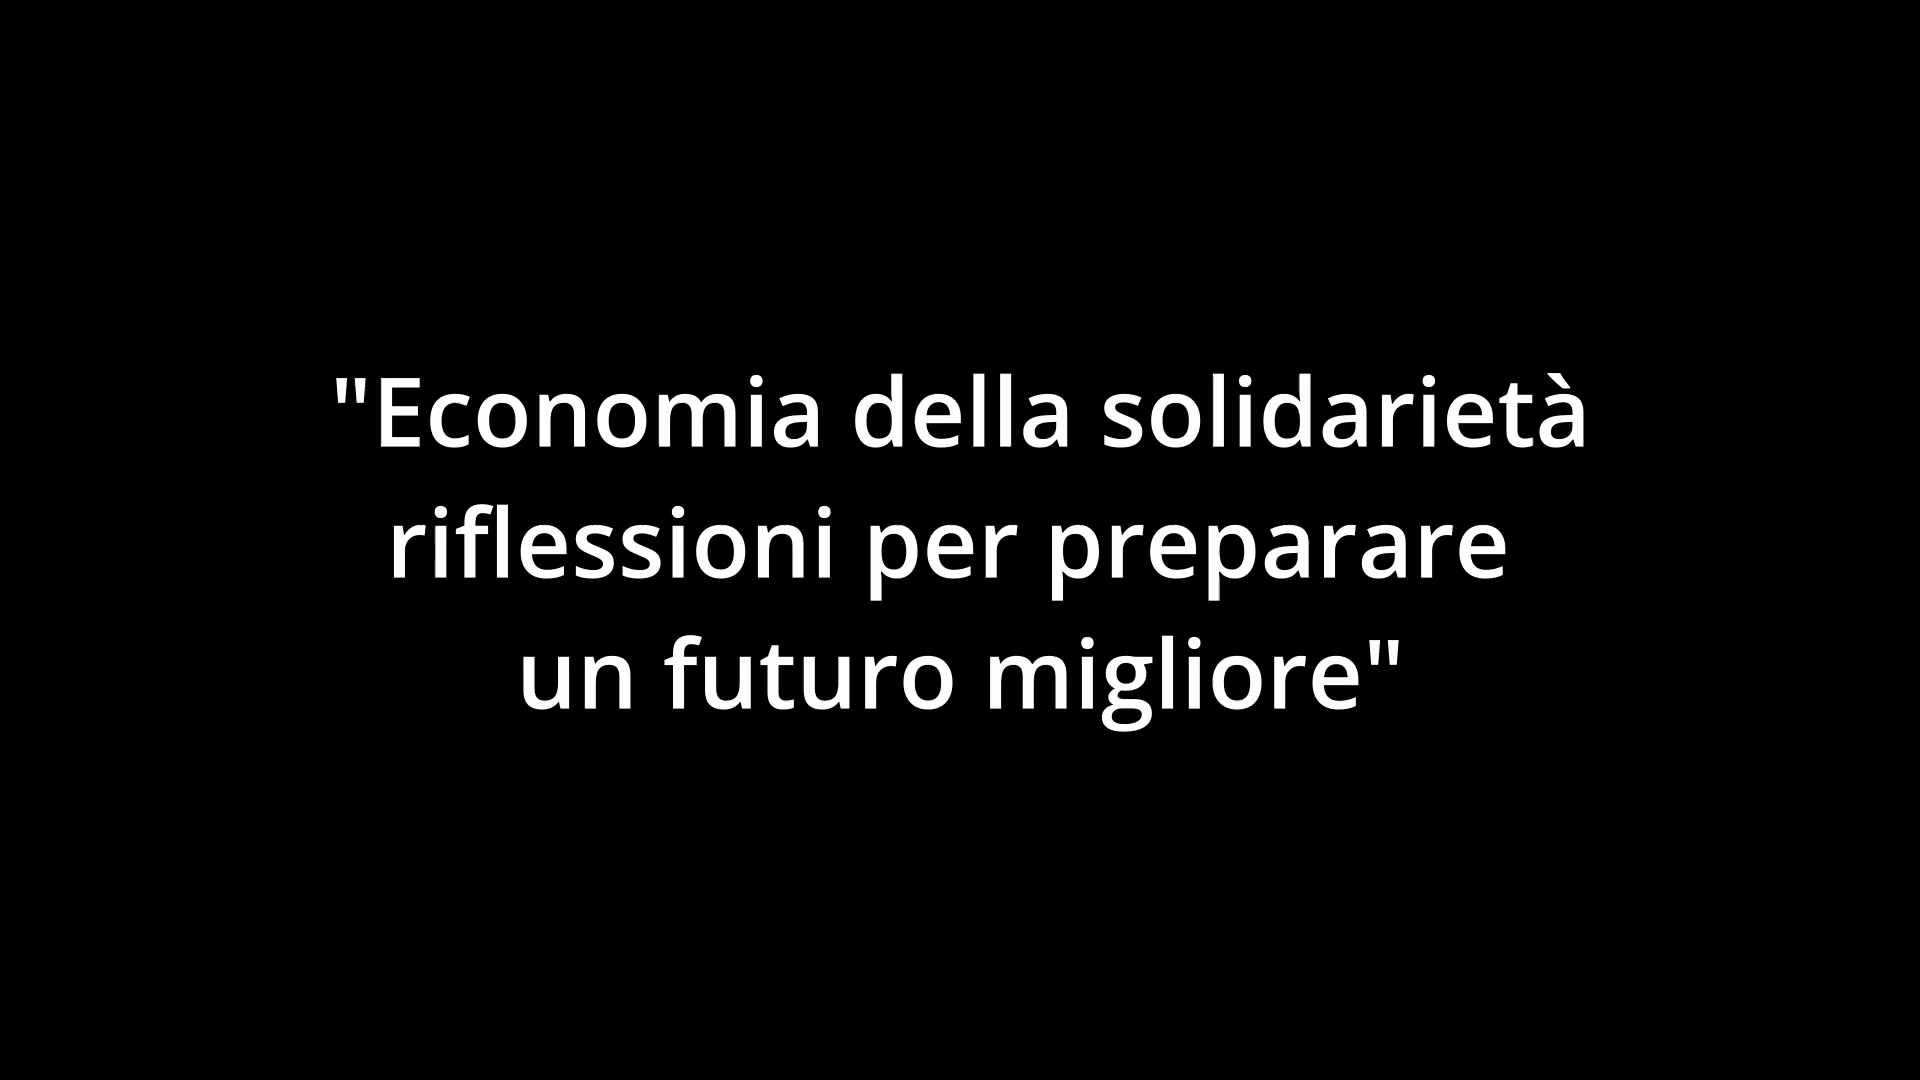 "Economia della solidarietà
riflessioni per preparare
un futuro migliore"